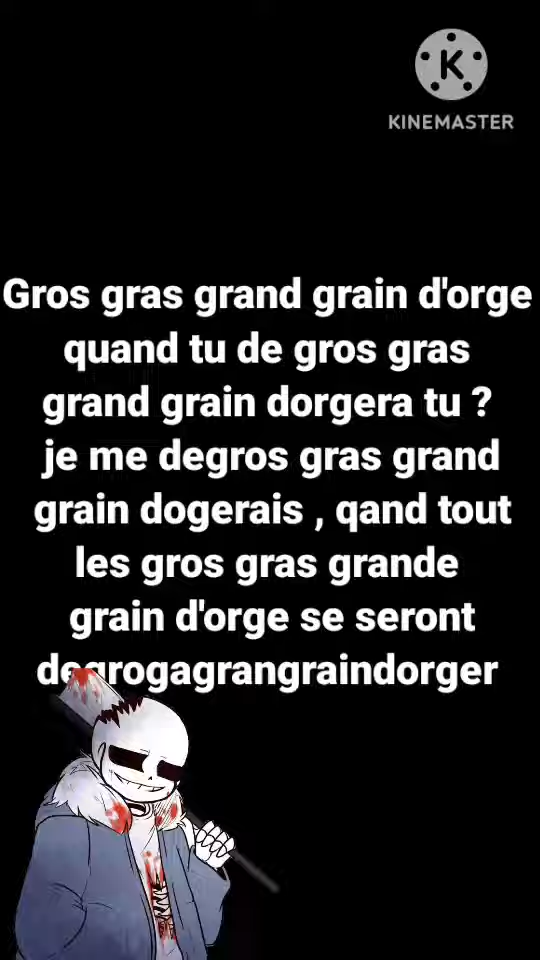 KINEMASTER
Gros gras grand grain d'orge
quand tu de gros gras
grand grain dorgera tu ?
je me degros gras grand
grain dogerais , qand tout
les gros gras grande
grain d'orge se seront
degrogagrangraindorger